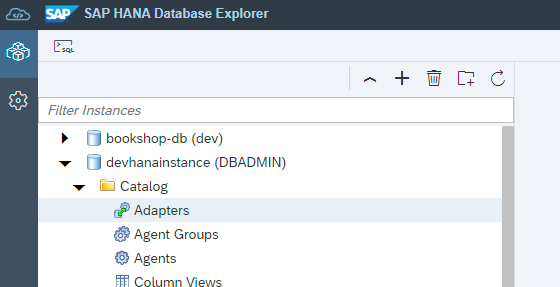 SAP SAP HANA Database Explorer
SQL
Filter Instances
bookshop-db (dev)
devhanainstance (DBADMIN)
Catalog
Adapters
Agent Groups
Agents
Column Views